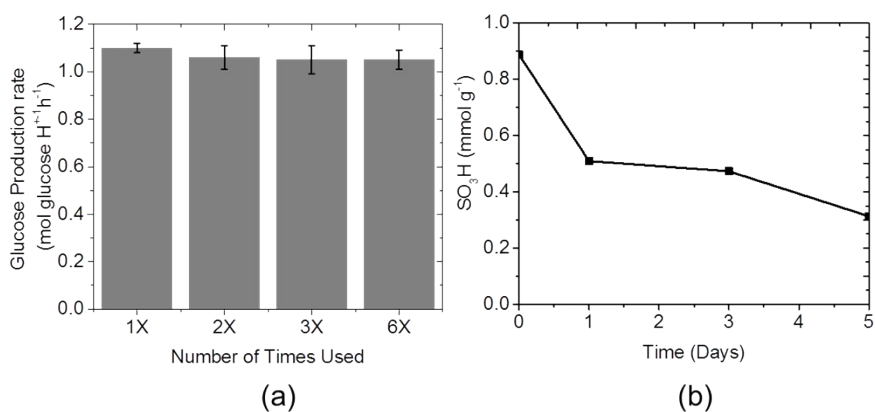 1.2
1.0
0.8
0.6
0.4
0.2
0.0
Glucose Production rate
(mol glucose H⁺⁻¹h⁻¹)
1X 2X 3X 6X
Number of Times Used
(a)
1.0
0.8
0.6
0.4
0.2
0.0
SO₃H (mmol g⁻¹)
0 1 2 3 4 5
Time (Days)
(b)